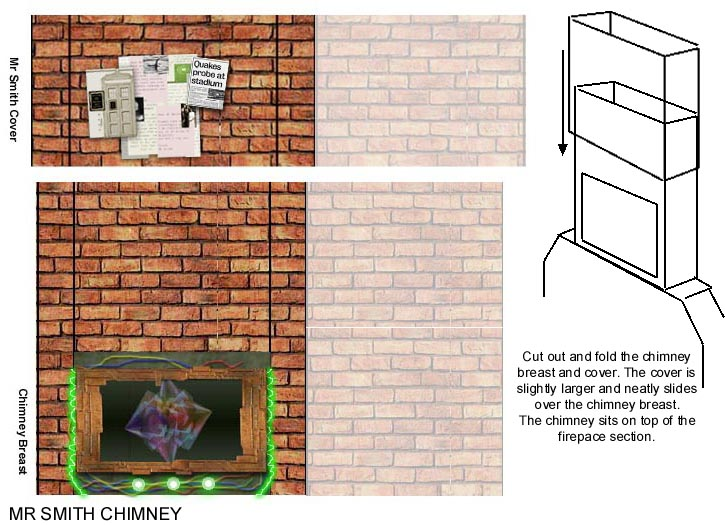 Mr Smith Cover
Quakes
probe at
stadium
Chimney Breast
Cut out and fold the chimney
breast and cover. The cover is
slightly larger and neatly slides
over the chimney breast.
The chimney sits on top of the
firepace section.
MR SMITH CHIMNEY